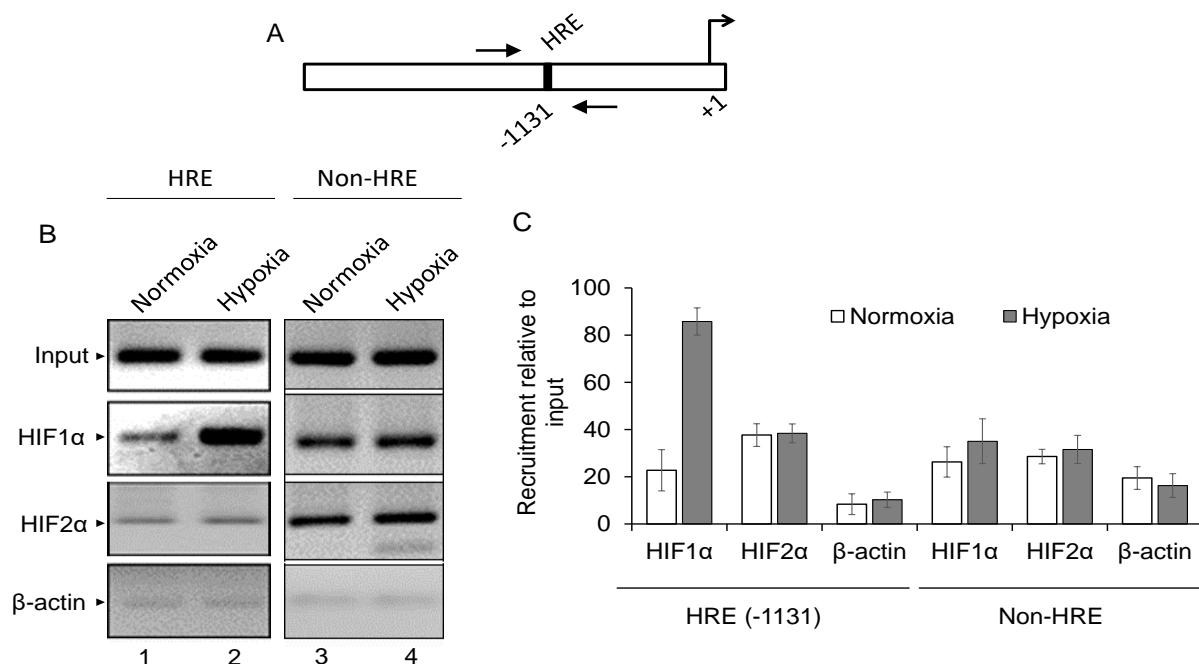 A
HRE
-1131
+1
HRE
Non-HRE
B
Normoxia
Hypoxia
Normoxia
Hypoxia
Input
HIF1α
HIF2α
β-actin
1 2 3 4
C
Recruitment relative to
input
100
80
60
40
20
0
Normoxia
Hypoxia
HIF1α HIF2α β-actin HIF1α HIF2α β-actin
HRE (-1131) Non-HRE